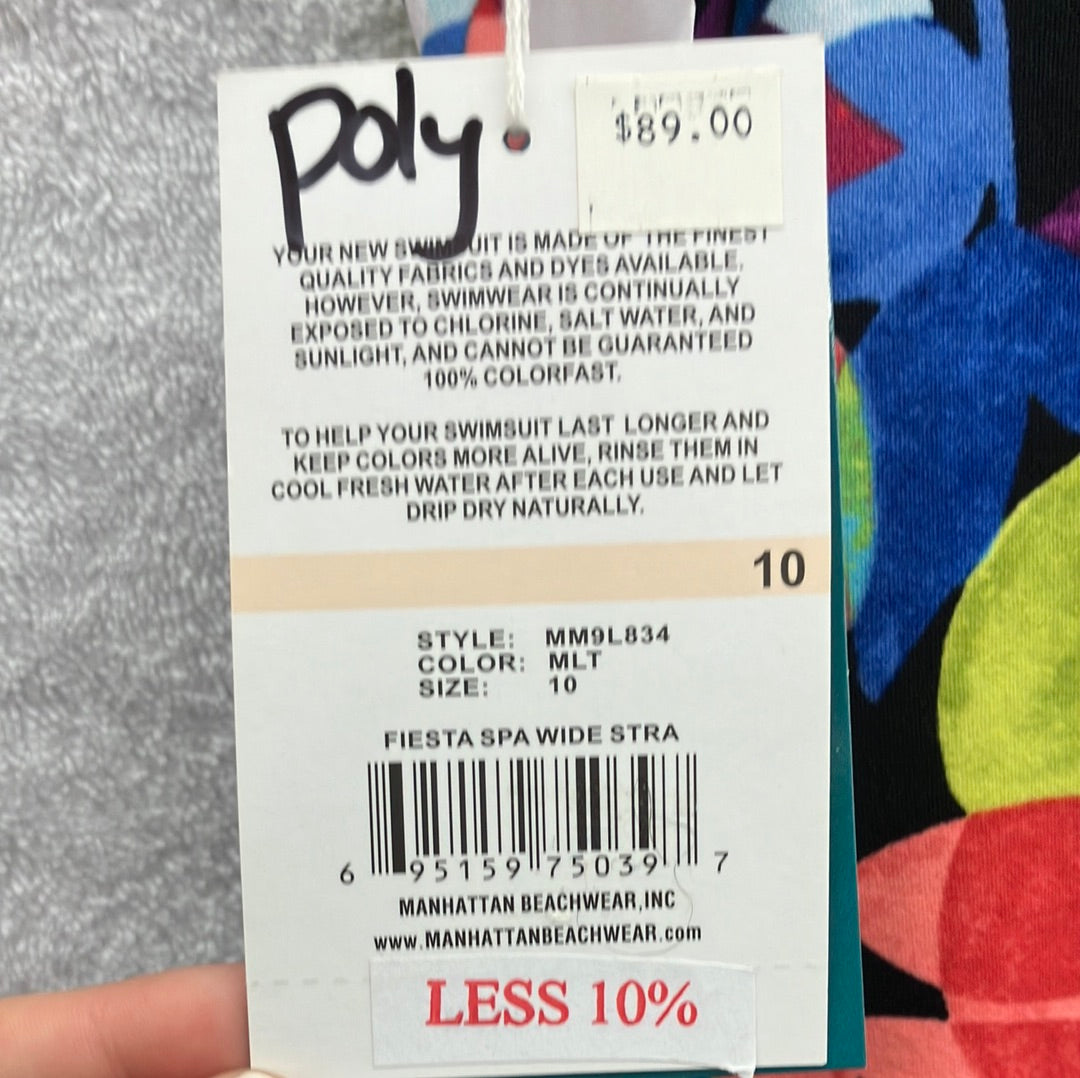 Poly
$89.00
YOUR NEW SWIMSUIT IS MADE OF THE FINEST
QUALITY FABRICS AND DYES AVAILABLE.
HOWEVER, SWIMWEAR IS CONTINUALLY
EXPOSED TO CHLORINE, SALT WATER, AND
SUNLIGHT, AND CANNOT BE GUARANTEED
100% COLORFAST.
TO HELP YOUR SWIMSUIT LAST LONGER AND
KEEP COLORS MORE ALIVE, RINSE THEM IN
COOL FRESH WATER AFTER EACH USE AND LET
DRIP DRY NATURALLY.
10
STYLE: MM9L834
COLOR: MLT
SIZE: 10
FIESTA SPA WIDE STRA
6 95159 75039 7
MANHATTAN BEACHWEAR,INC
www.MANHATTANBEACHWEAR.com
LESS 10%